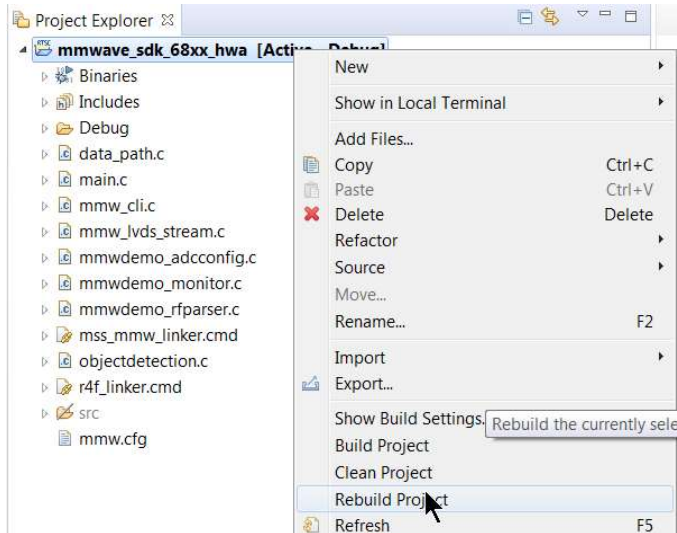 Project Explorer
mmwave_sdk_68xx_hwa [Active - Debug]
Binaries
Includes
Debug
data_path.c
main.c
mmw_cli.c
mmw_lvds_stream.c
mmwdemo_adcconfig.c
mmwdemo_monitor.c
mmwdemo_rfparser.c
mss_mmw_linker.cmd
objectdetection.c
r4f_linker.cmd
src
mmw.cfg
New
Show in Local Terminal
Add Files...
Copy Ctrl+C
Paste Ctrl+V
Delete Delete
Refactor
Source
Move...
Rename... F2
Import
Export...
Show Build Settings.
Rebuild the currently sele
Build Project
Clean Project
Rebuild Project
Refresh F5